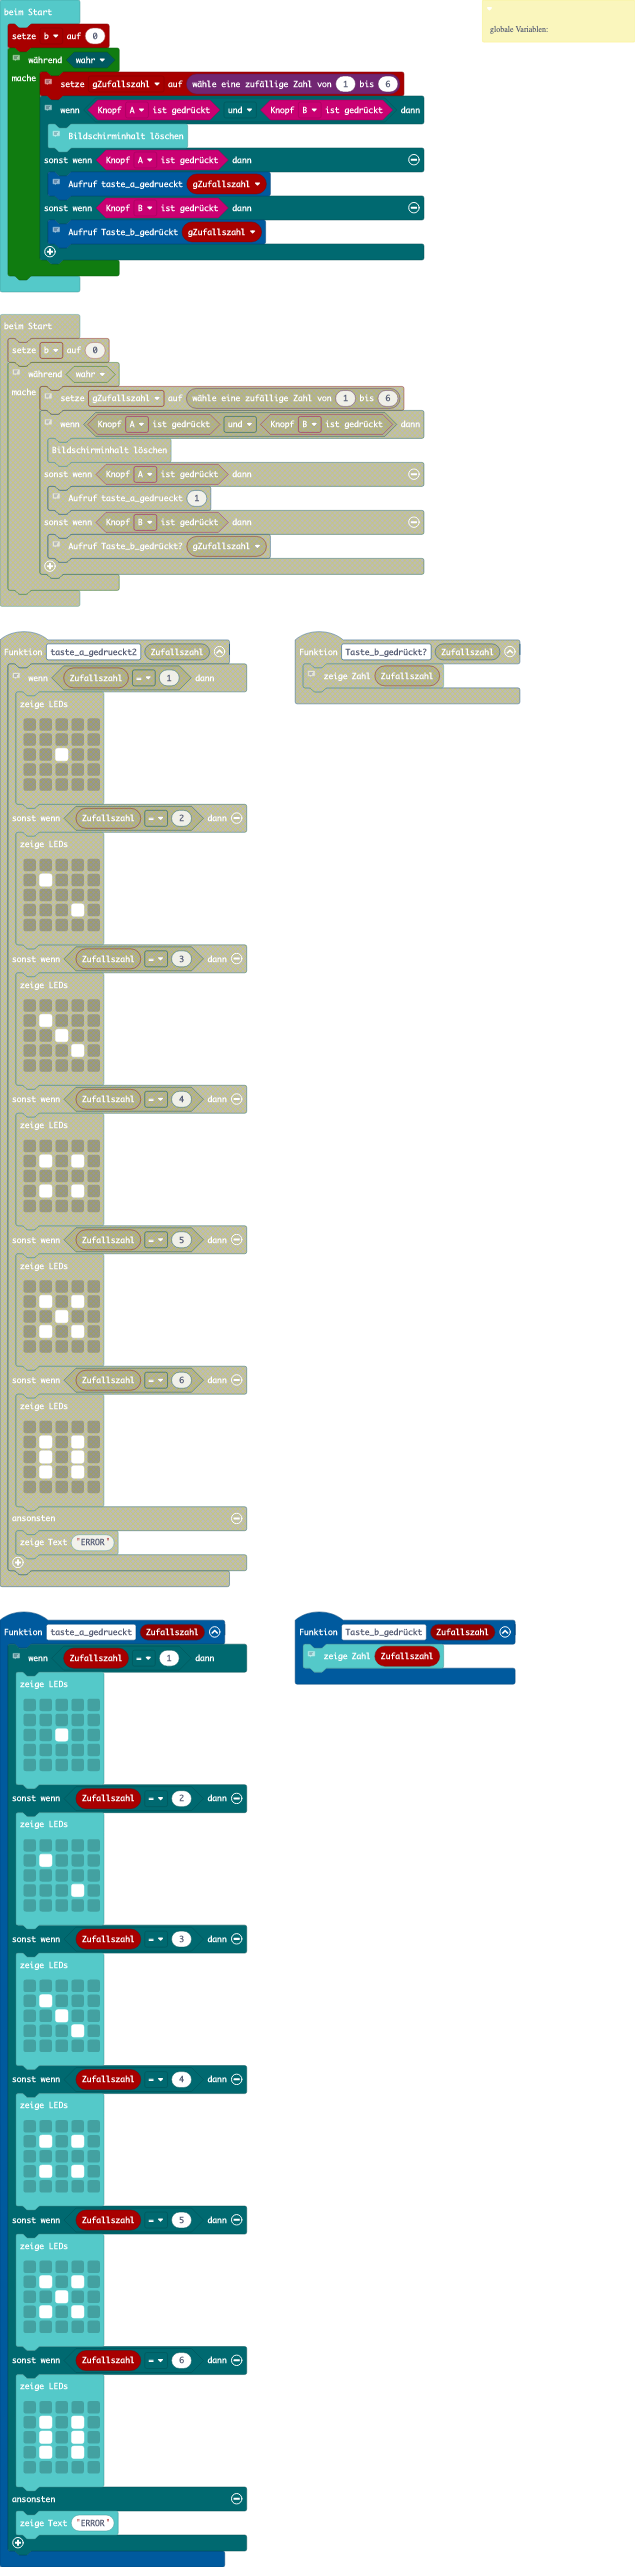 beim Start
globale Variablen:
setze b auf 0
während wahr
mache
setze gZufallszahl auf wähle eine zufällige Zahl von 1 bis 6
wenn Knopf A ist gedrückt und Knopf B ist gedrückt dann
Bildschirminhalt löschen
sonst wenn Knopf A ist gedrückt dann
Aufruf taste_a_gedrueckt gZufallszahl
sonst wenn Knopf B ist gedrückt dann
Aufruf Taste_b_gedrückt gZufallszahl
beim Start
setze b auf 0
während wahr
mache
setze gZufallszahl auf wähle eine zufällige Zahl von 1 bis 6
wenn Knopf A ist gedrückt und Knopf B ist gedrückt dann
Bildschirminhalt löschen
sonst wenn Knopf A ist gedrückt dann
Aufruf taste_a_gedrueckt 1
sonst wenn Knopf B ist gedrückt dann
Aufruf Taste_b_gedrückt? gZufallszahl
Funktion taste_a_gedrueckt2 Zufallszahl
wenn Zufallszahl = 1 dann
zeige LEDs
sonst wenn Zufallszahl = 2 dann
zeige LEDs
sonst wenn Zufallszahl = 3 dann
zeige LEDs
sonst wenn Zufallszahl = 4 dann
zeige LEDs
sonst wenn Zufallszahl = 5 dann
zeige LEDs
sonst wenn Zufallszahl = 6 dann
zeige LEDs
ansonsten
zeige Text "ERROR"
Funktion Taste_b_gedrückt? Zufallszahl
zeige Zahl Zufallszahl
Funktion taste_a_gedrueckt Zufallszahl
wenn Zufallszahl = 1 dann
zeige LEDs
sonst wenn Zufallszahl = 2 dann
zeige LEDs
sonst wenn Zufallszahl = 3 dann
zeige LEDs
sonst wenn Zufallszahl = 4 dann
zeige LEDs
sonst wenn Zufallszahl = 5 dann
zeige LEDs
sonst wenn Zufallszahl = 6 dann
zeige LEDs
ansonsten
zeige Text "ERROR"
Funktion Taste_b_gedrückt Zufallszahl
zeige Zahl Zufallszahl